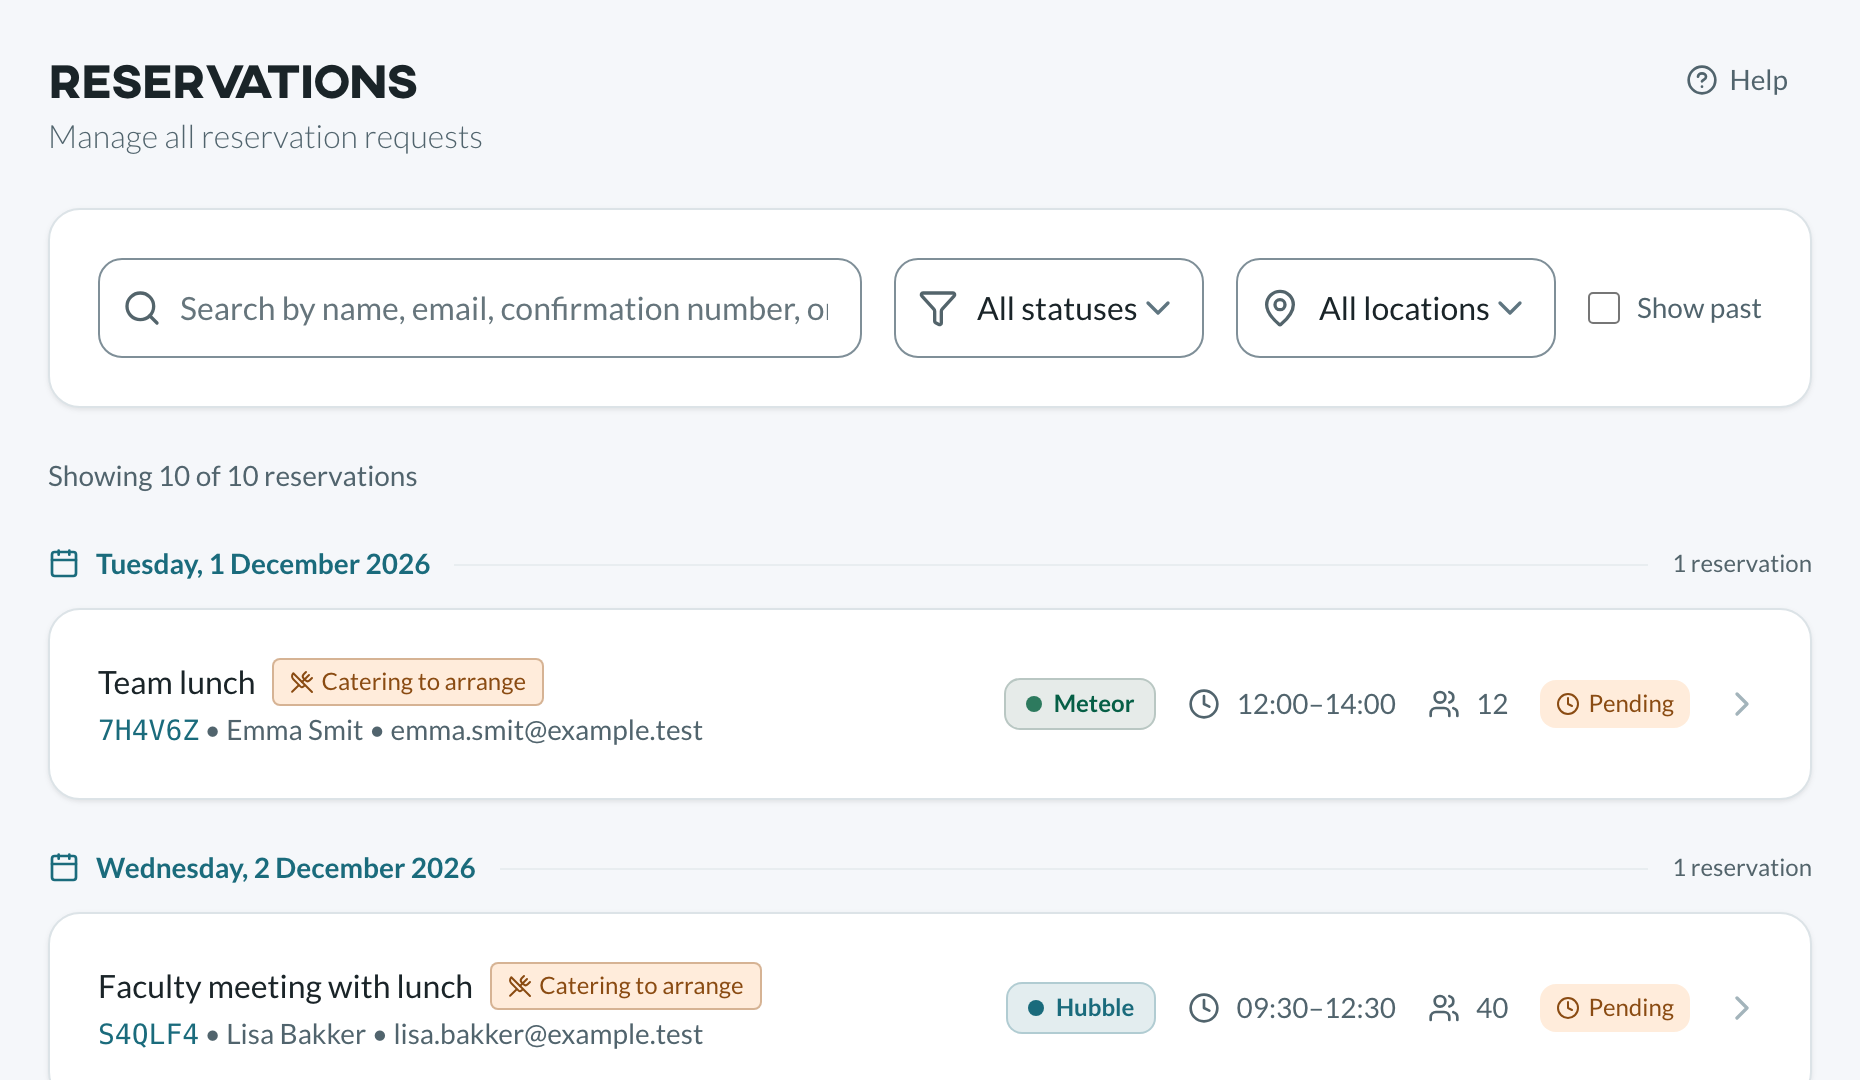 RESERVATIONS
Help
Manage all reservation requests
Search by name, email, confirmation number, or
All statuses
All locations
Show past
Showing 10 of 10 reservations
Tuesday, 1 December 2026
1 reservation
Team lunch
Catering to arrange
7H4V6Z • Emma Smit • emma.smit@example.test
Meteor
12:00–14:00
12
Pending
Wednesday, 2 December 2026
1 reservation
Faculty meeting with lunch
Catering to arrange
S4QLF4 • Lisa Bakker • lisa.bakker@example.test
Hubble
09:30–12:30
40
Pending